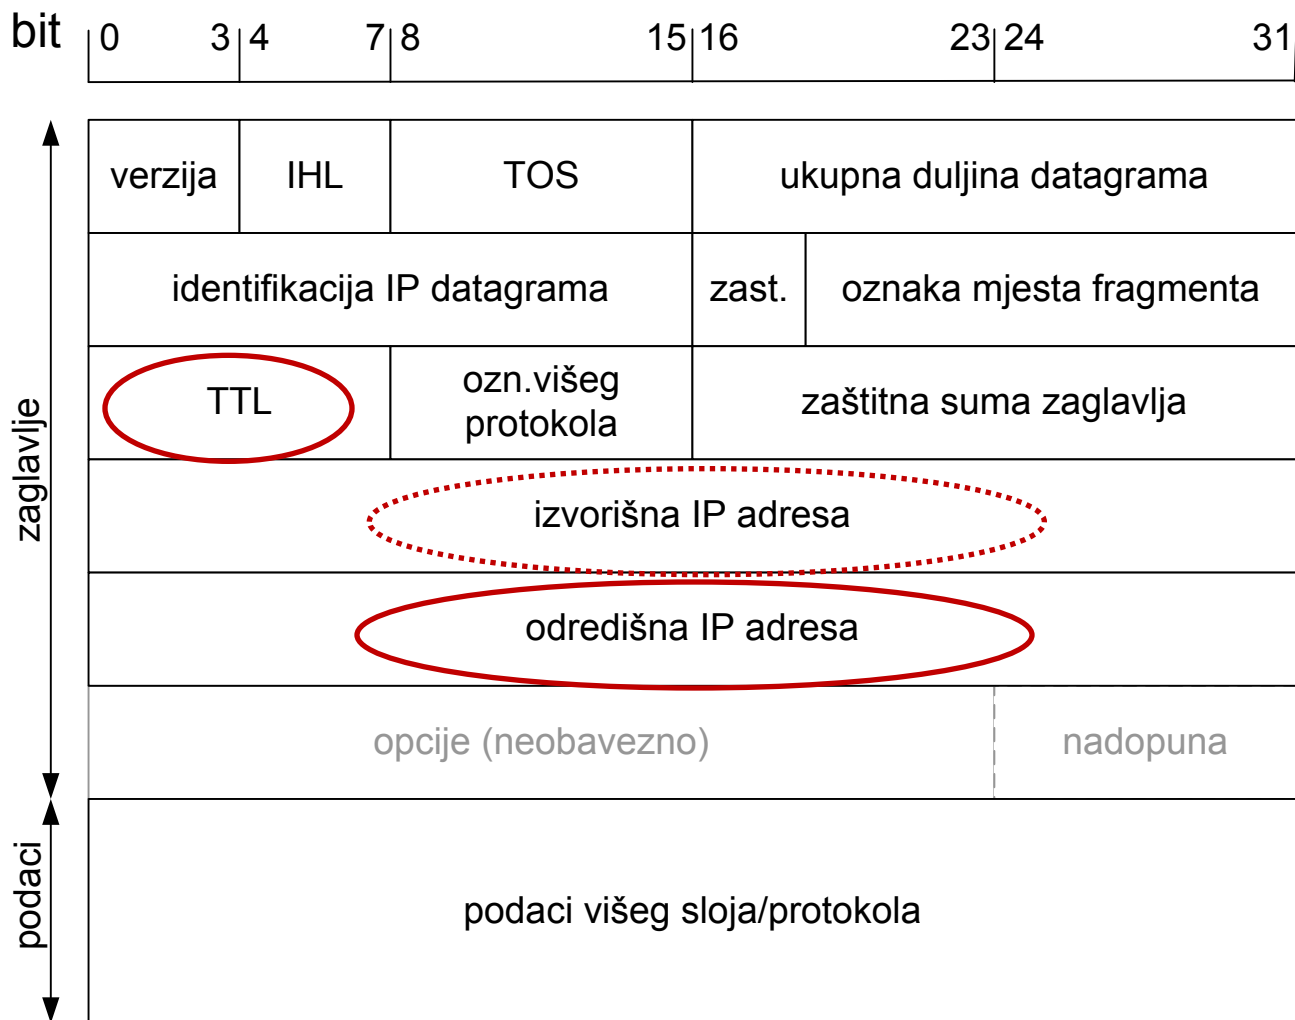 bit 0 3 4 7 8 15 16 23 24 31
verzija IHL TOS ukupna duljina datagrama
identifikacija IP datagrama zast. oznaka mjesta fragmenta
TTL ozn.višeg protokola zaštitna suma zaglavlja
izvorišna IP adresa
odredišna IP adresa
opcije (neobavezno) nadopuna
zaglavlje
podaci višeg sloja/protokola
podaci